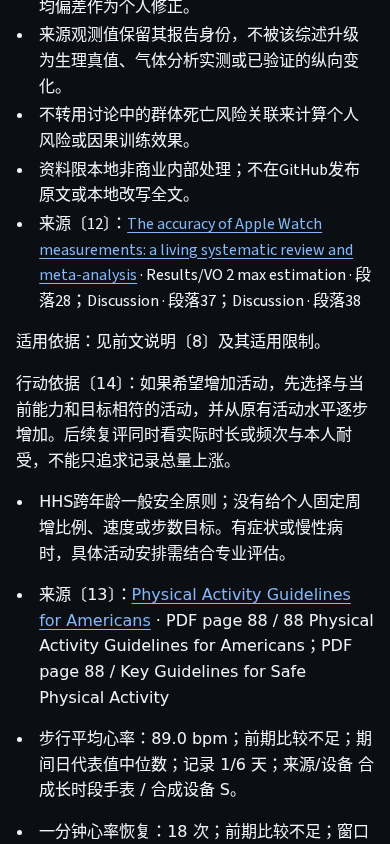 均偏差作为个人修正。
• 来源观测值保留其报告身份，不被该综述升级
为生理真值、气体分析实测或已验证的纵向变
化。
• 不转用讨论中的群体死亡风险关联来计算个人
风险或因果训练效果。
• 资料限本地非商业内部处理；不在GitHub发布
原文或本地改写全文。
• 来源〔12〕：The accuracy of Apple Watch
measurements: a living systematic review and
meta-analysis · Results/VO 2 max estimation · 段
落28；Discussion · 段落37；Discussion · 段落38
适用依据：见前文说明〔8〕及其适用限制。
行动依据〔14〕：如果希望增加活动，先选择与当
前能力和目标相符的活动，并从原有活动水平逐步
增加。后续复评同时看实际时长或频次与本人耐
受，不能只追求记录总量上涨。
• HHS跨年龄一般安全原则；没有给个人固定周
增比例、速度或步数目标。有症状或慢性病
时，具体活动安排需结合专业评估。
• 来源〔13〕：Physical Activity Guidelines
for Americans · PDF page 88 / 88 Physical
Activity Guidelines for Americans；PDF
page 88 / Key Guidelines for Safe
Physical Activity
• 步行平均心率：89.0 bpm；前期比较不足；期
间日代表值中位数；记录 1/6 天；来源/设备 合
成长时段手表 / 合成设备 S。
• 一分钟心率恢复：18 次；前期比较不足；窗口